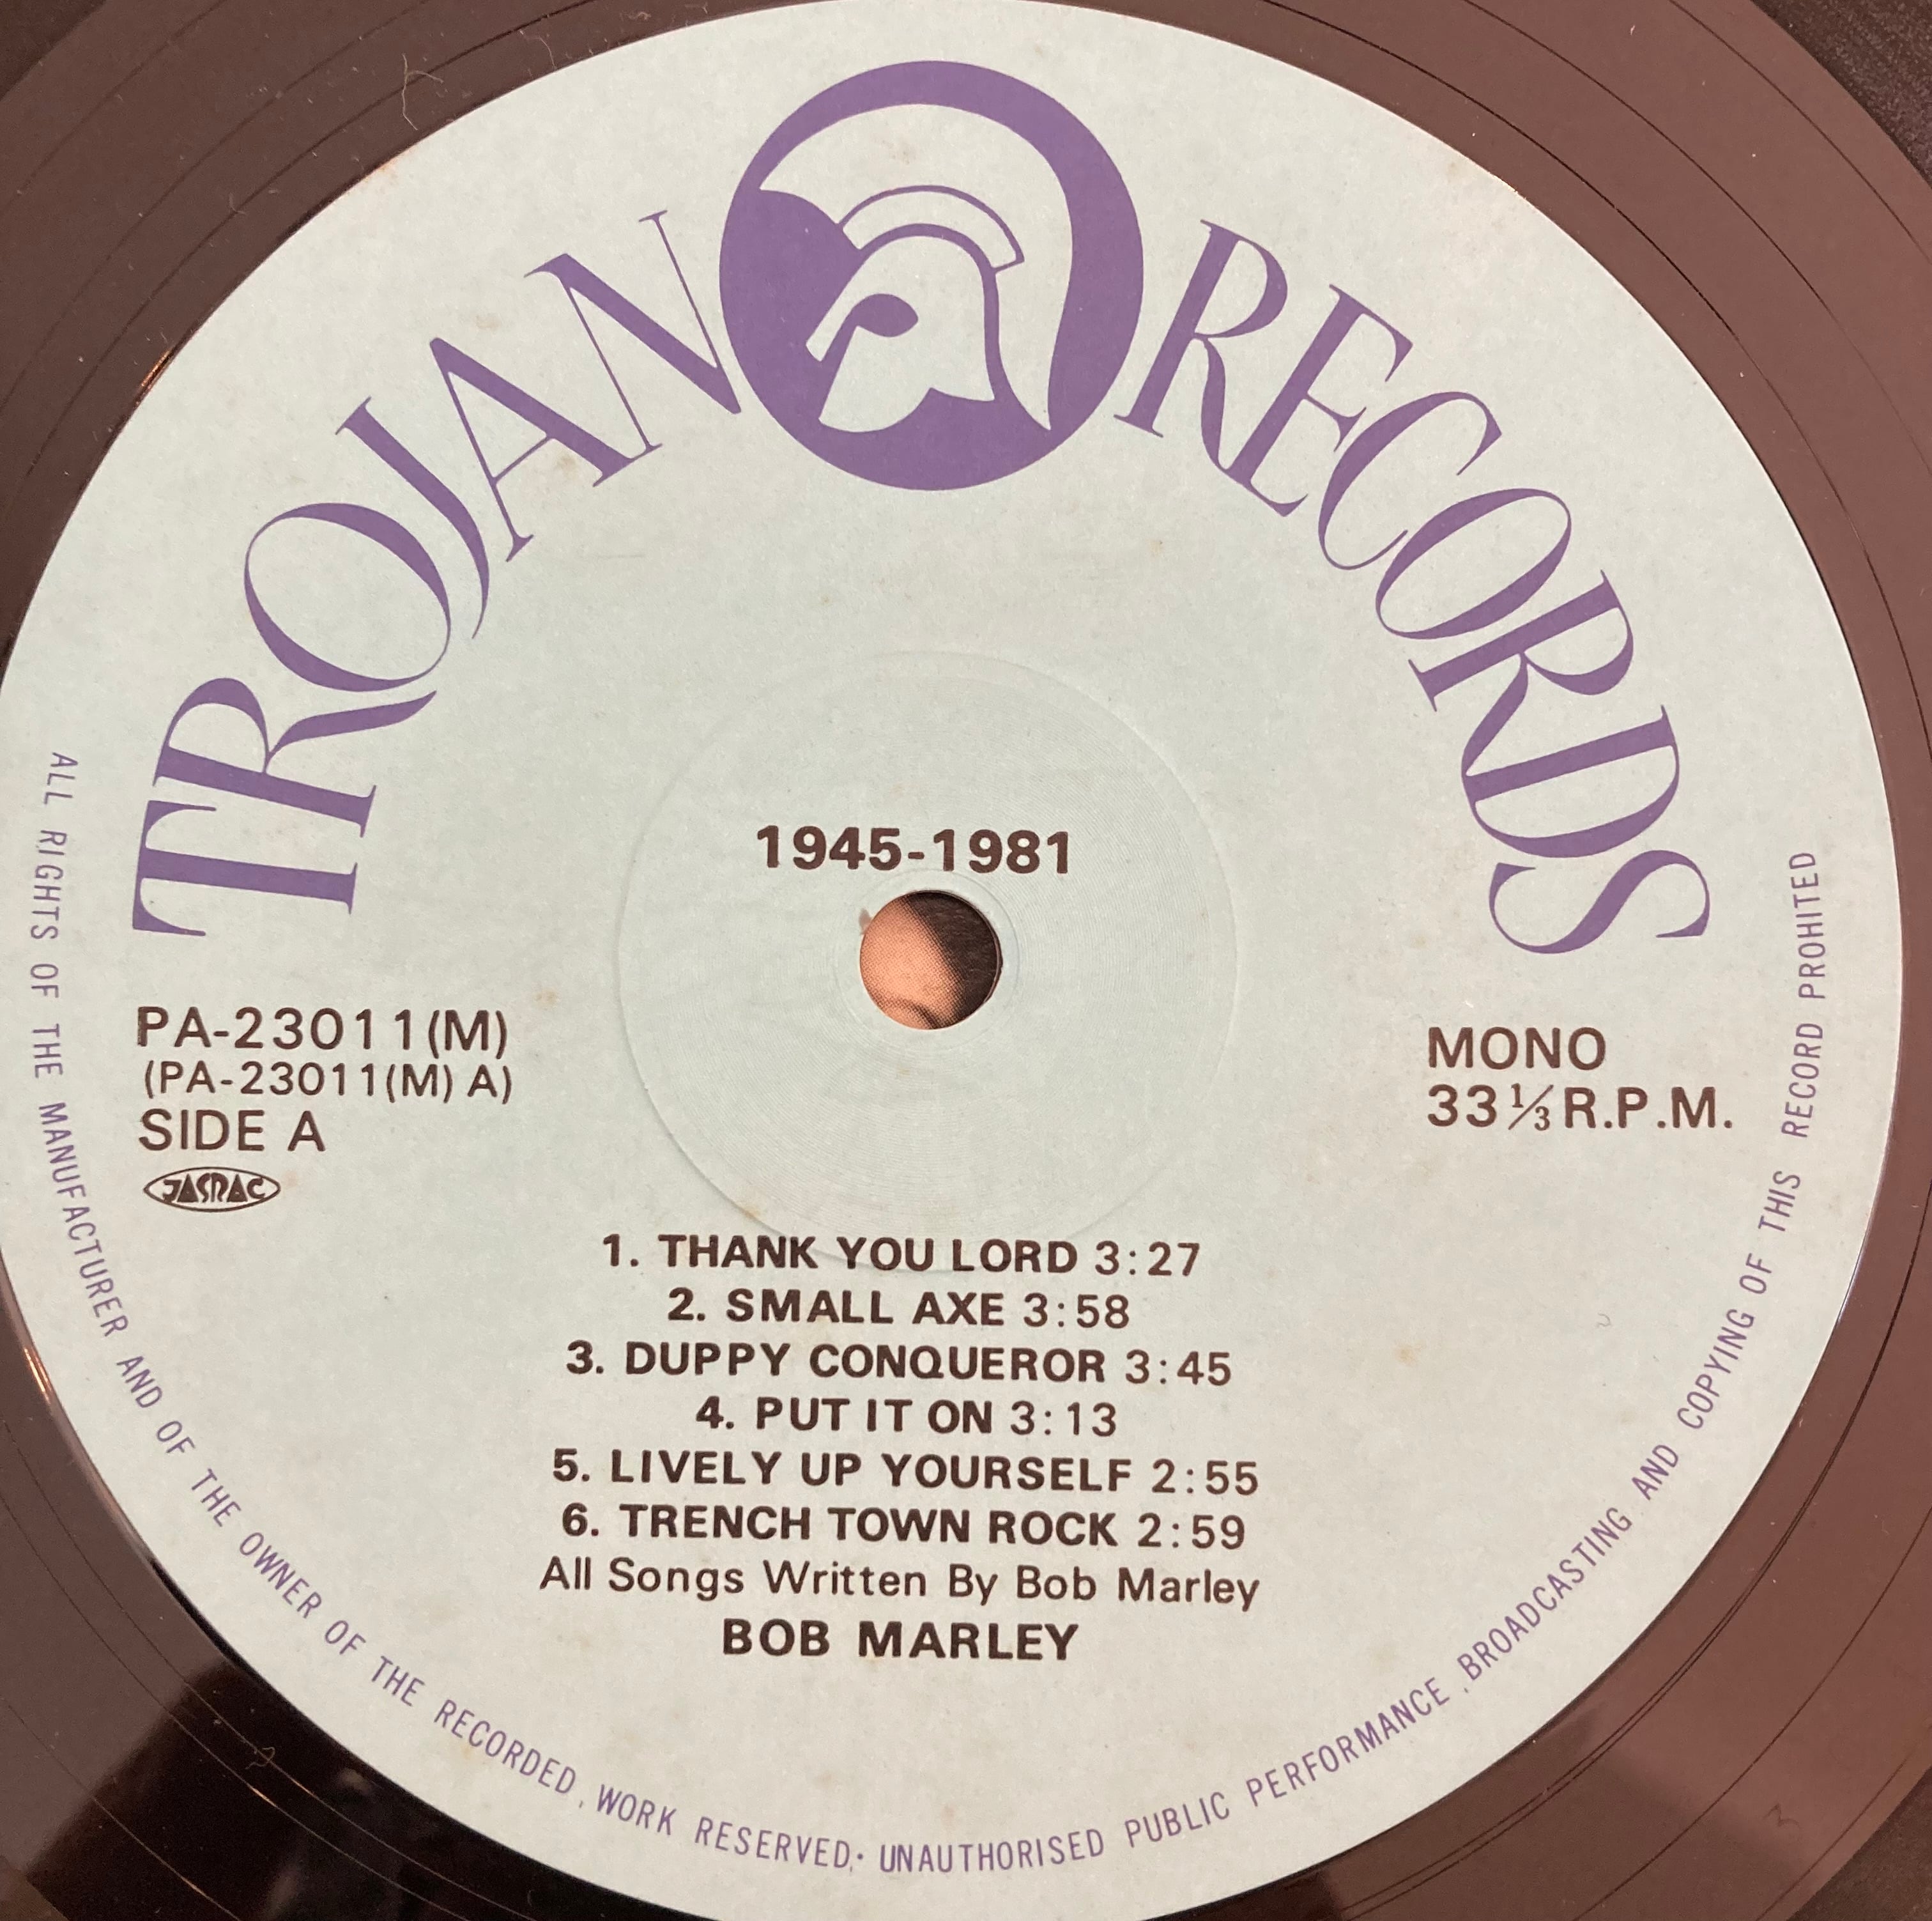 TROJAN RECORDS
1945-1981
PA-23011(M)
(PA-23011(M) A)
SIDE A
JASRAC
MONO
33 1/3 R.P.M.
1. THANK YOU LORD 3:27
2. SMALL AXE 3:58
3. DUPPY CONQUEROR 3:45
4. PUT IT ON 3:13
5. LIVELY UP YOURSELF 2:55
6. TRENCH TOWN ROCK 2:59
All Songs Written By Bob Marley
BOB MARLEY
ALL RIGHTS OF THE MANUFACTURER AND OF THE OWNER OF THE RECORDED WORK RESERVED. UNAUTHORISED PUBLIC PERFORMANCE BROADCASTING AND COPYING OF THIS RECORD PROHITED